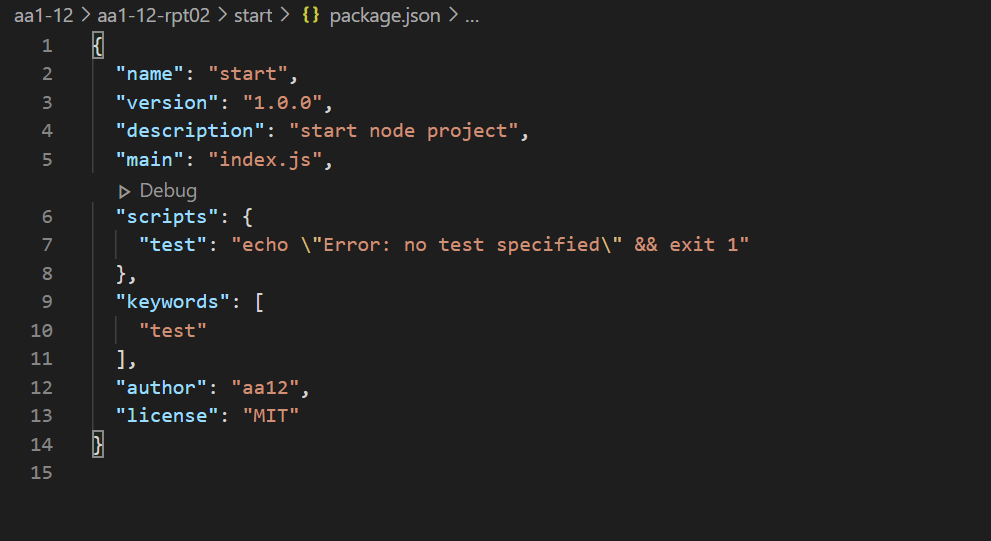 aa1-12 > aa1-12-rpt02 > start > {} package.json > ...
1 {
2   "name": "start",
3   "version": "1.0.0",
4   "description": "start node project",
5   "main": "index.js",
▷ Debug
6   "scripts": {
7     "test": "echo \"Error: no test specified\" && exit 1"
8   },
9   "keywords": [
10     "test"
11   ],
12   "author": "aa12",
13   "license": "MIT"
14 }
15